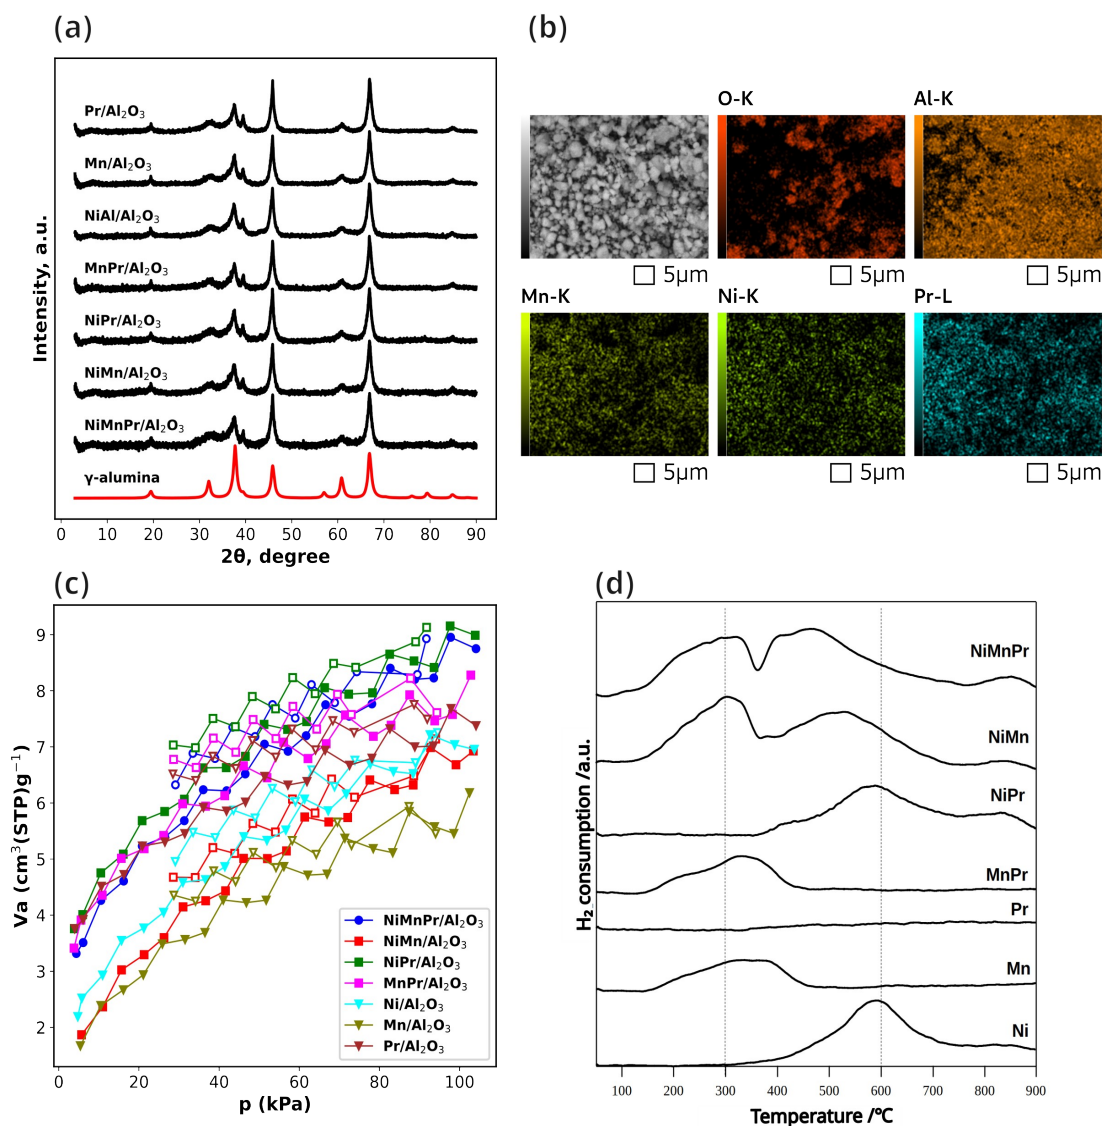 (a)
Pr/Al₂O₃
Mn/Al₂O₃
NiAl/Al₂O₃
MnPr/Al₂O₃
NiPr/Al₂O₃
NiMn/Al₂O₃
NiMnPr/Al₂O₃
γ-alumina
Intensity, a.u
0 10 20 30 40 50 60 70 80 90
2θ, degree
(b)
O-K
Al-K
5μm
5μm
5μm
Mn-K
Ni-K
Pr-L
5μm
5μm
5μm
(c)
Va (cm³(STP)g⁻¹)
9
8
7
6
5
4
3
2
NiMnPr/Al₂O₃
NiMn/Al₂O₃
NiPr/Al₂O₃
MnPr/Al₂O₃
Ni/Al₂O₃
Mn/Al₂O₃
Pr/Al₂O₃
0 20 40 60 80 100
p (kPa)
(d)
H₂ consumption /a.u.
NiMnPr
NiMn
NiPr
MnPr
Pr
Mn
Ni
100 200 300 400 500 600 700 800 900
Temperature /℃